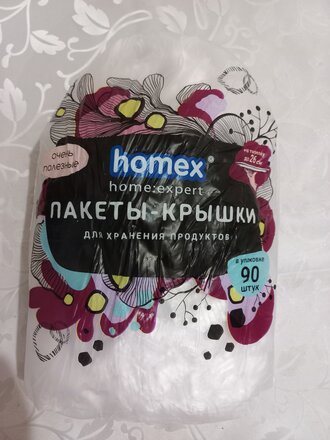 очень
полезные
homex®
home:expert
ПАКЕТЫ-КРЫШКИ
ДЛЯ ХРАНЕНИЯ ПРОДУКТОВ
в упаковке
90
штук